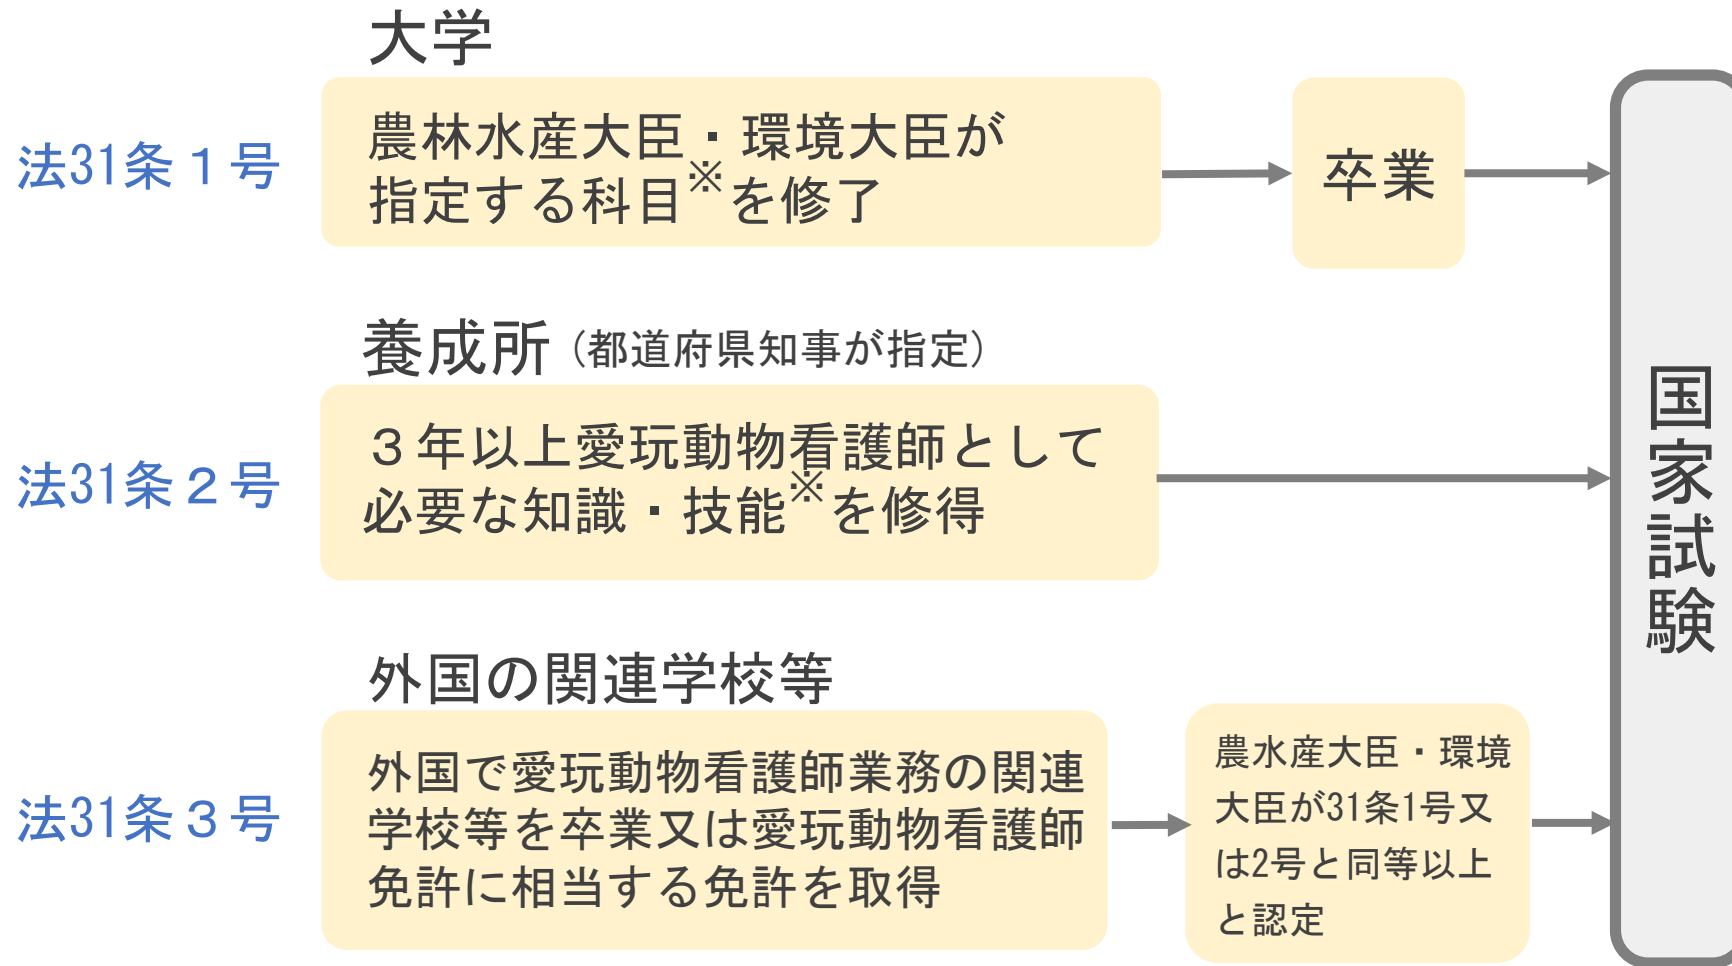 大学
法31条１号
農林水産大臣・環境大臣が
指定する科目※を修了
卒業
養成所（都道府県知事が指定）
法31条２号
３年以上愛玩動物看護師として
必要な知識・技能※を修得
外国の関連学校等
法31条３号
外国で愛玩動物看護師業務の関連
学校等を卒業又は愛玩動物看護師
免許に相当する免許を取得
農水産大臣・環境
大臣が31条1号又
は2号と同等以上
と認定
国家試験